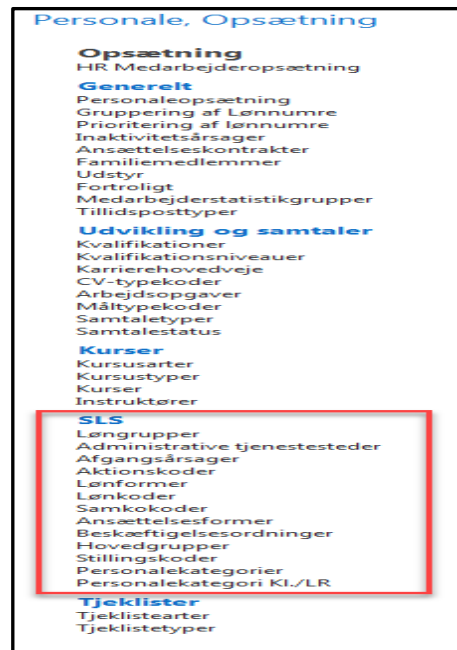 Personale, Opsætning
Opsætning
HR Medarbejderopsætning
Generelt
Personaleopsætning
Gruppering af Lønnumre
Prioritering af lønnumre
Inaktivitetsårsager
Ansættelseskontrakter
Familiemedlemmer
Udstyr
Fortroligt
Medarbejderstatistikgrupper
Tillidsposttyper
Udvikling og samtaler
Kvalifikationer
Kvalifikationsniveauer
Karrierehovedveje
CV-typekoder
Arbejdsopgaver
Måltypekoder
Samtaletyper
Samtalestatus
Kurser
Kursusarter
Kursustyper
Kurser
Instruktører
SLS
Løngrupper
Administrative tjenestesteder
Afgangsårsager
Aktionskoder
Lønformer
Lønkoder
Samkokoder
Ansættelsesformer
Beskæftigelsesordninger
Hovedgrupper
Stillingskoder
Personalekategorier
Personalekategori Kl./LR
Tjeklister
Tjeklistearter
Tjeklistetyper